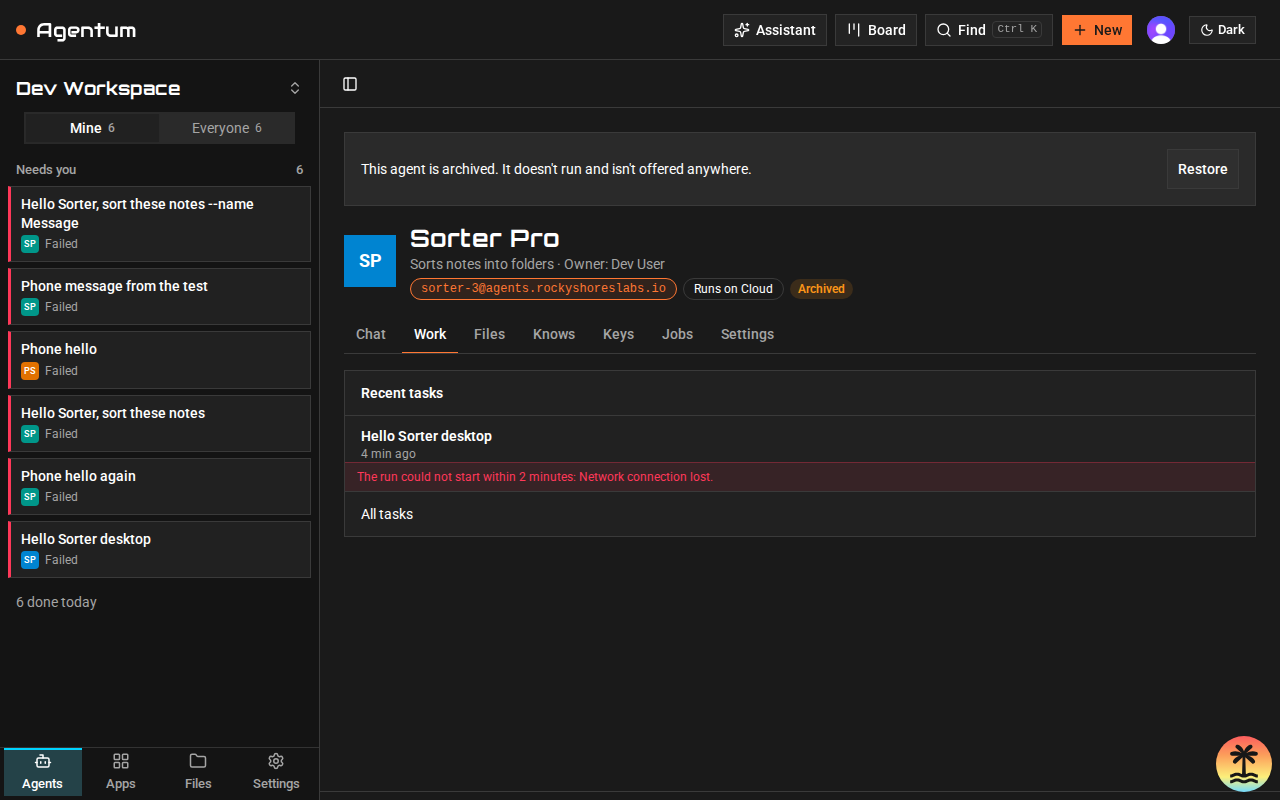 Agentum
Assistant
Board
Find Ctrl K
New
Dark
Dev Workspace
Mine 6
Everyone 6
Needs you 6
Hello Sorter, sort these notes --name Message
SP Failed
Phone message from the test
SP Failed
Phone hello
PS Failed
Hello Sorter, sort these notes
SP Failed
Phone hello again
SP Failed
Hello Sorter desktop
SP Failed
6 done today
Agents
Apps
Files
Settings
This agent is archived. It doesn't run and isn't offered anywhere.
Restore
SP
Sorter Pro
Sorts notes into folders · Owner: Dev User
sorter-3@agents.rockyshoreslabs.io
Runs on Cloud
Archived
Chat
Work
Files
Knows
Keys
Jobs
Settings
Recent tasks
Hello Sorter desktop
4 min ago
The run could not start within 2 minutes: Network connection lost.
All tasks